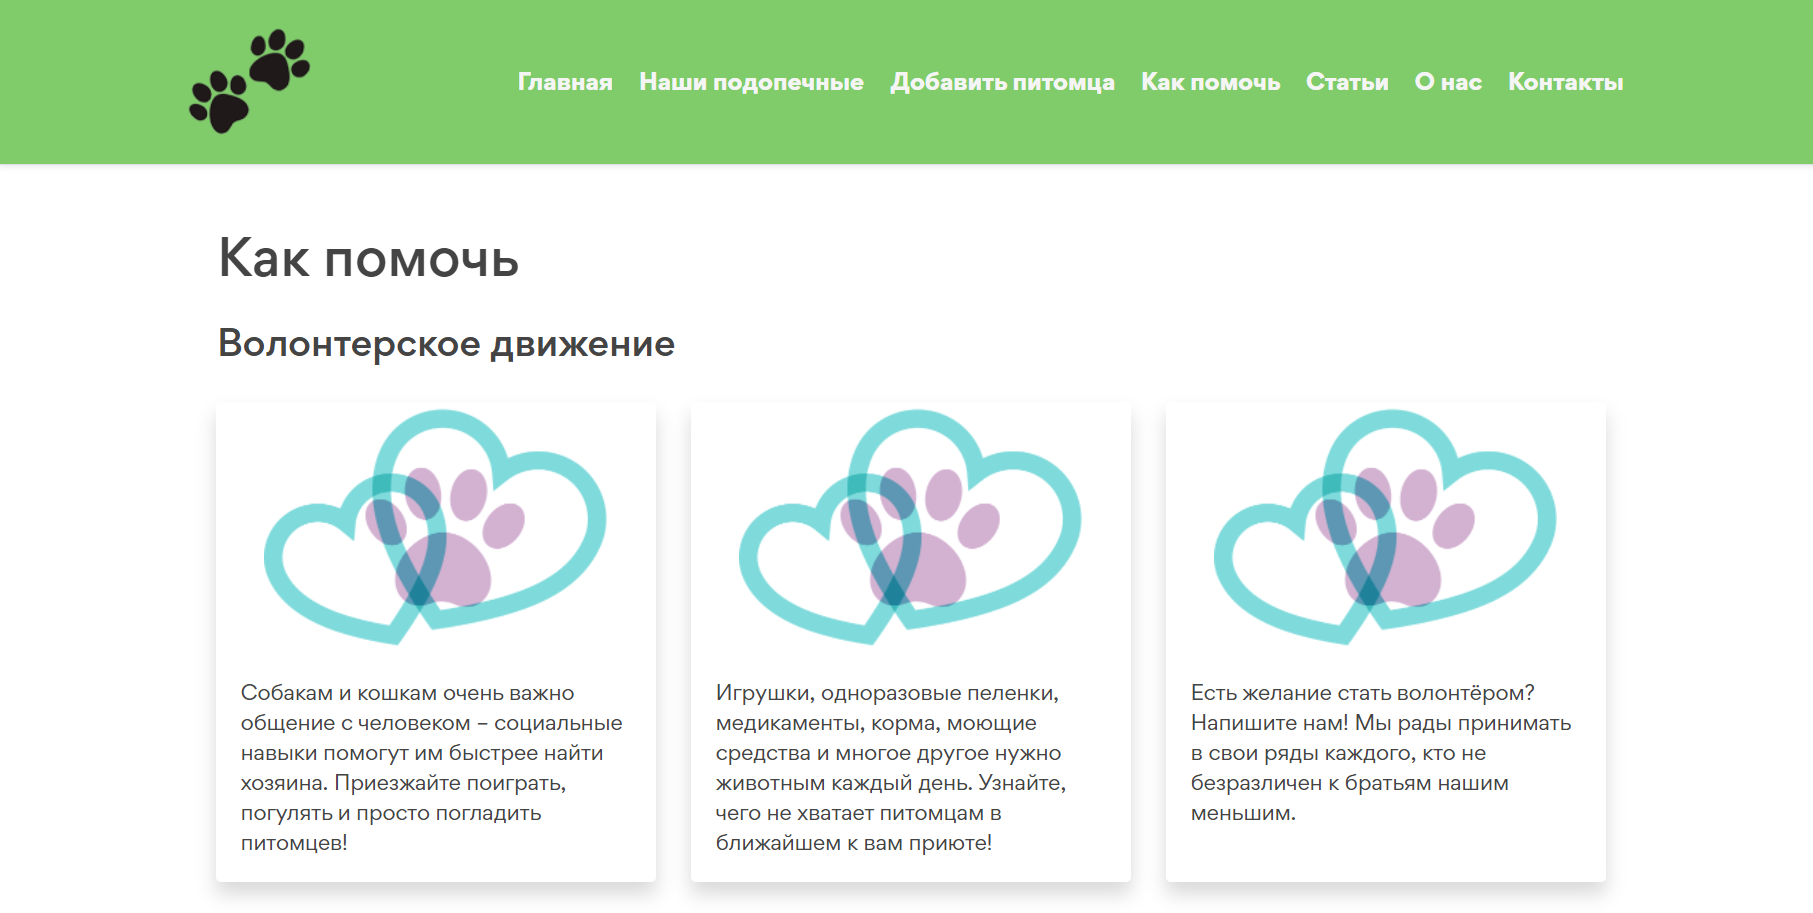 Главная Наши подопечные Добавить питомца Как помочь Статьи О нас Контакты
Как помочь
Волонтерское движение
Собакам и кошкам очень важно
общение с человеком – социальные
навыки помогут им быстрее найти
хозяина. Приезжайте поиграть,
погулять и просто погладить
питомцев!
Игрушки, одноразовые пеленки,
медикаменты, корма, моющие
средства и многое другое нужно
животным каждый день. Узнайте,
чего не хватает питомцам в
ближайшем к вам приюте!
Есть желание стать волонтёром?
Напишите нам! Мы рады принимать
в свои ряды каждого, кто не
безразличен к братьям нашим
меньшим.